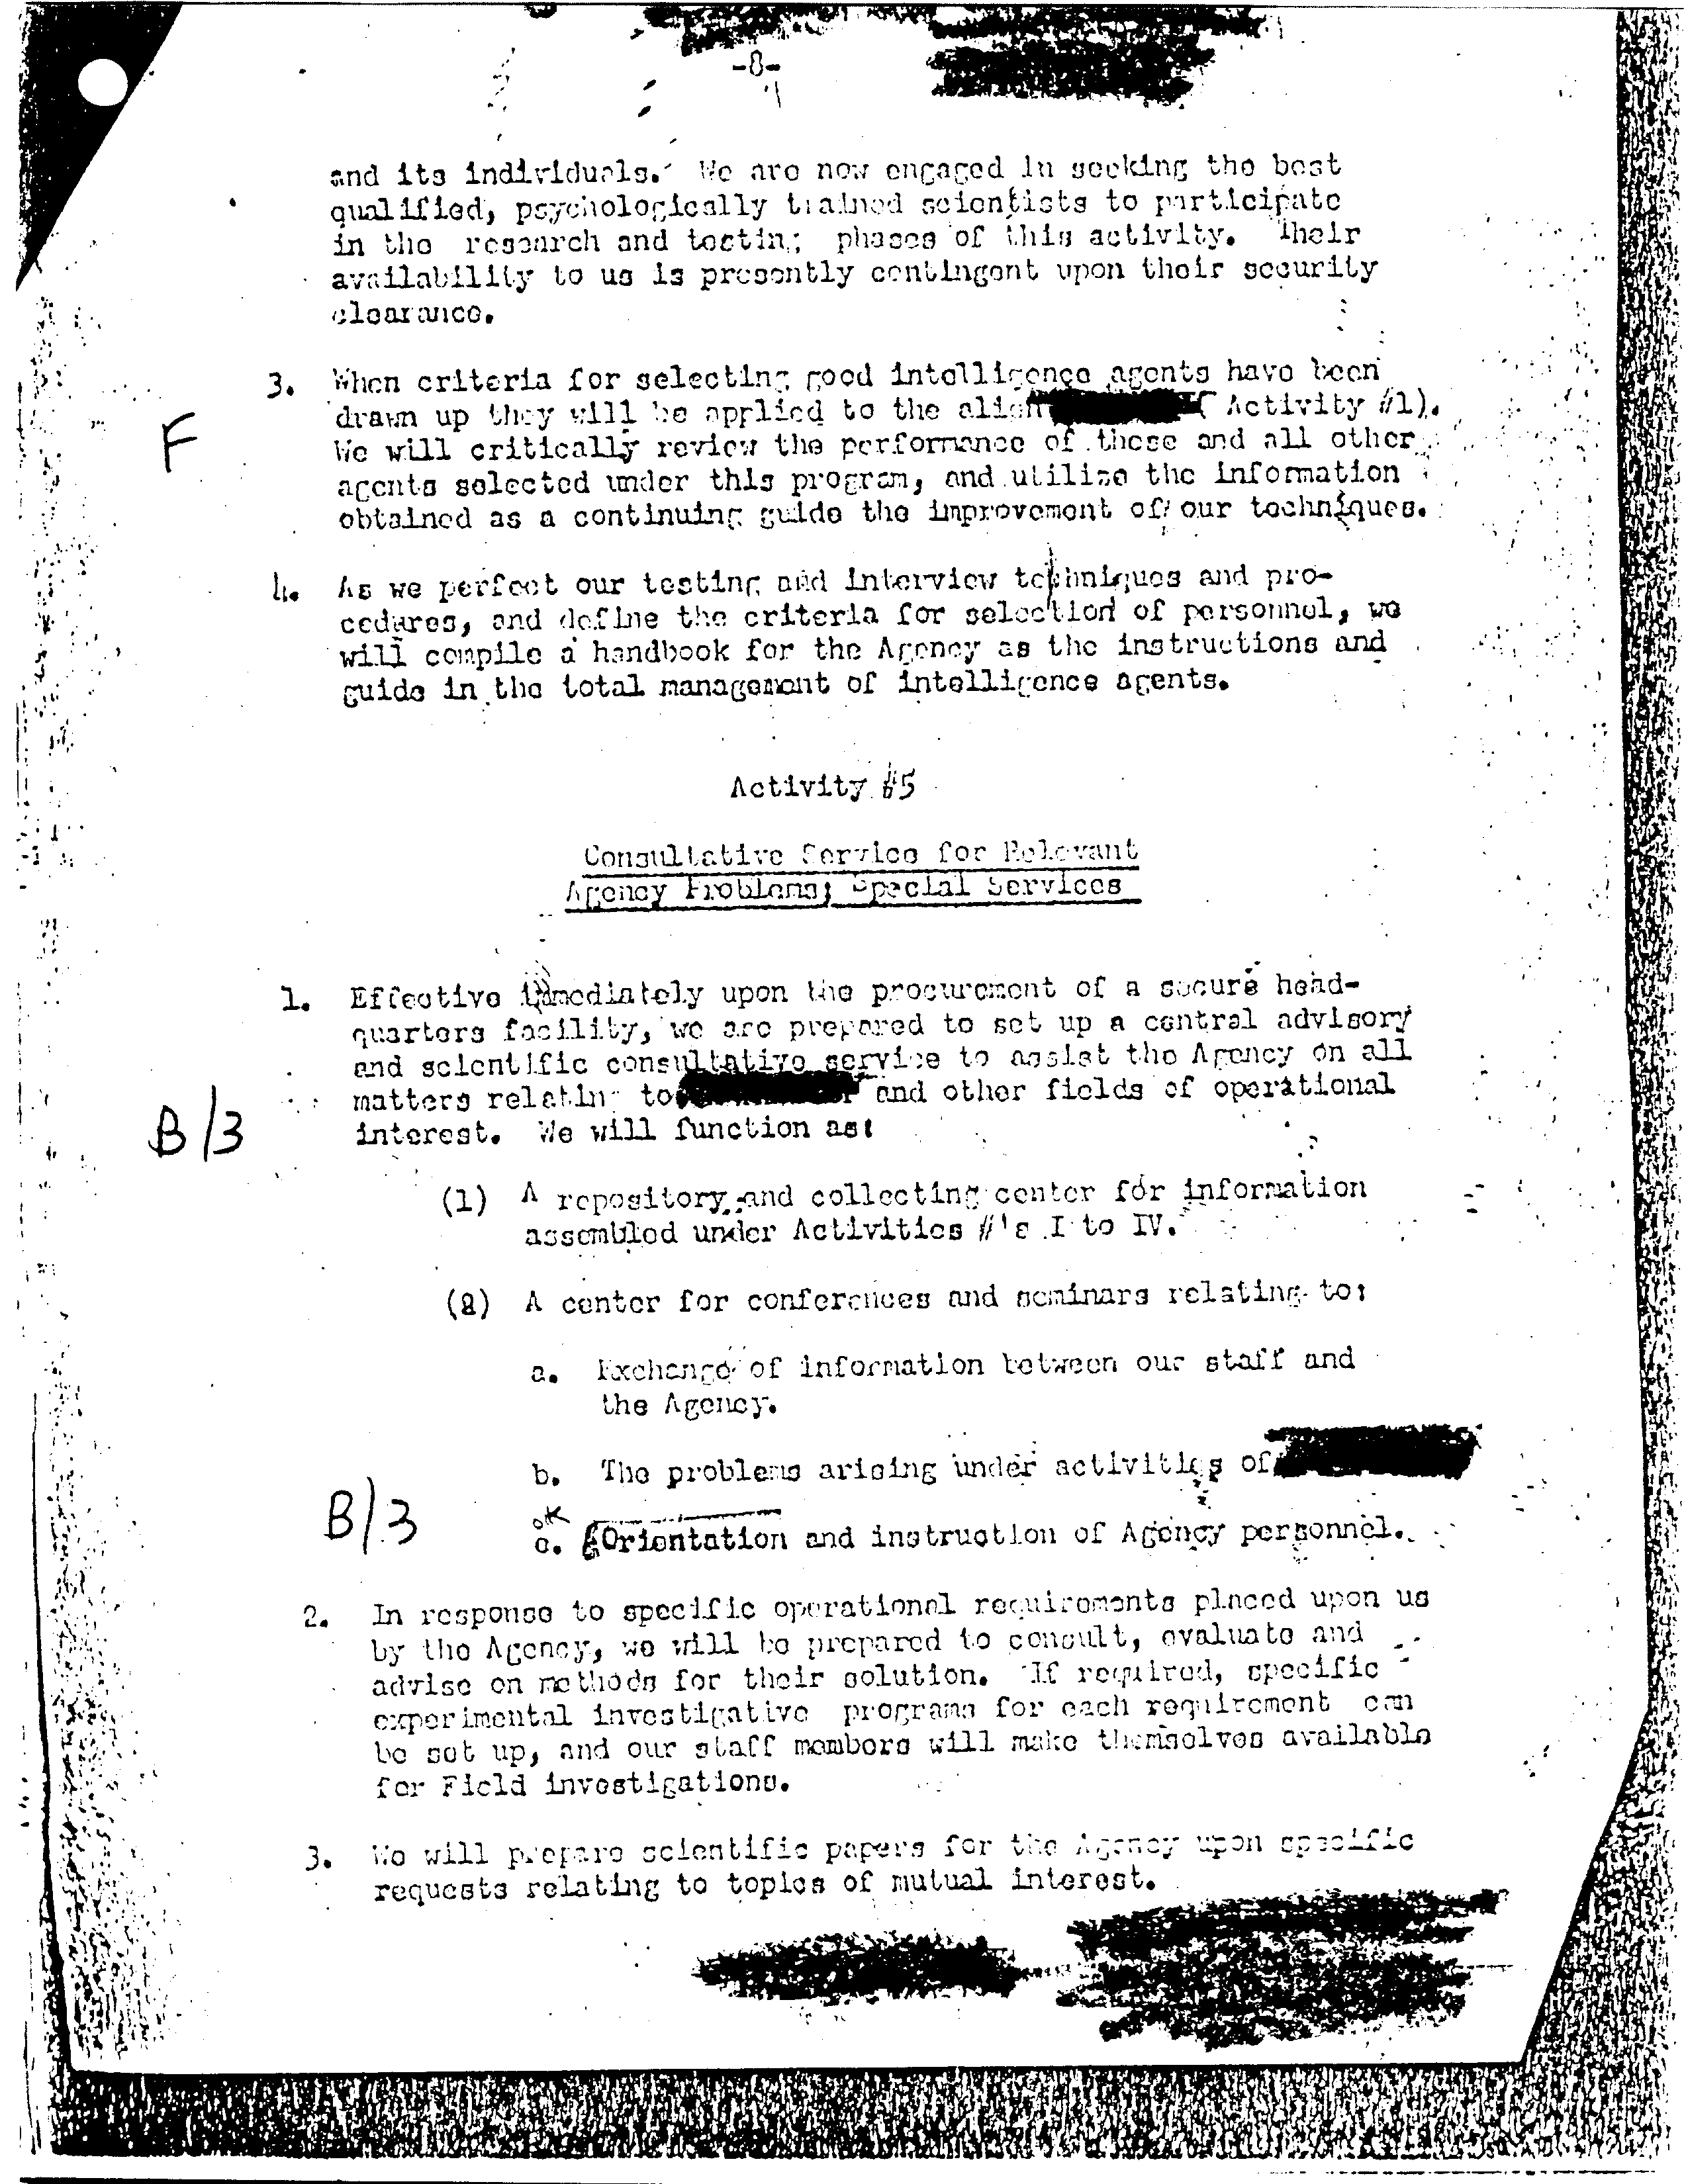 -8-
and its individuals. We are now engaged in seeking the best
qualified, psychologically trained scientists to participate
in the research and testing phases of this activity. Their
availability to us is presently contingent upon their security
clearance.
3. When criteria for selecting good intelligence agents have been
drawn up they will be applied to the alien ( Activity #1).
F
We will critically review the performance of these and all other
agents selected under this program, and utilize the information
obtained as a continuing guide the improvement of our techniques.
4. As we perfect our testing and interview techniques and pro-
cedures, and define the criteria for selection of personnel, we
will compile a handbook for the Agency as the instructions and
guide in the total management of intelligence agents.
Activity #5
Consultative Service for Relevant
Agency Problems; Special Services
1. Effective immediately upon the procurement of a secure head-
quarters facility, we are prepared to set up a central advisory
and scientific consultative service to assist the Agency on all
matters relating to and other fields of operational
B/3
interest. We will function as:
(1) A repository and collecting center for information
assembled under Activities #'s I to IV.
(2) A center for conferences and seminars relating to:
a. Exchange of information between our staff and
the Agency.
b. The problems arising under activities of
B/3
OK
c. Orientation and instruction of Agency personnel.
2. In response to specific operational requirements placed upon us
by the Agency, we will be prepared to consult, evaluate and
advise on methods for their solution. If required, specific
experimental investigative programs for each requirement can
be set up, and our staff members will make themselves available
for Field investigations.
3. We will prepare scientific papers for the Agency upon specific
requests relating to topics of mutual interest.